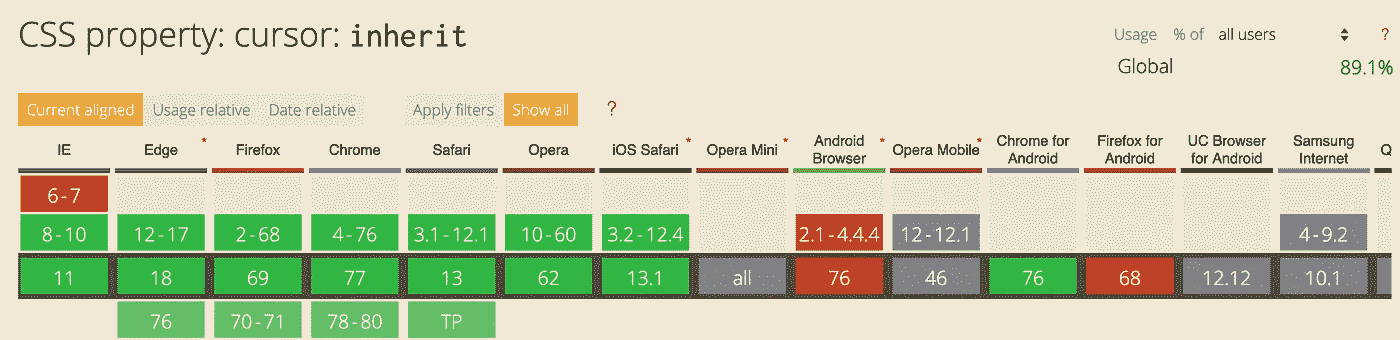 CSS property: cursor: inherit
Usage % of all users ?
Global 89.1%
Current aligned Usage relative Date relative Apply filters Show all ?
IE Edge * Firefox Chrome Safari Opera iOS Safari * Opera Mini * Android Browser * Opera Mobile * Chrome for Android Firefox for Android UC Browser for Android Samsung Internet Q
6-7
8-10 12-17 2-68 4-76 3.1-12.1 10-60 3.2-12.4 2.1-4.4.4 12-12.1 4-9.2
11 18 69 77 13 62 13.1 all 76 46 76 68 12.12 10.1
76 70-71 78-80 TP